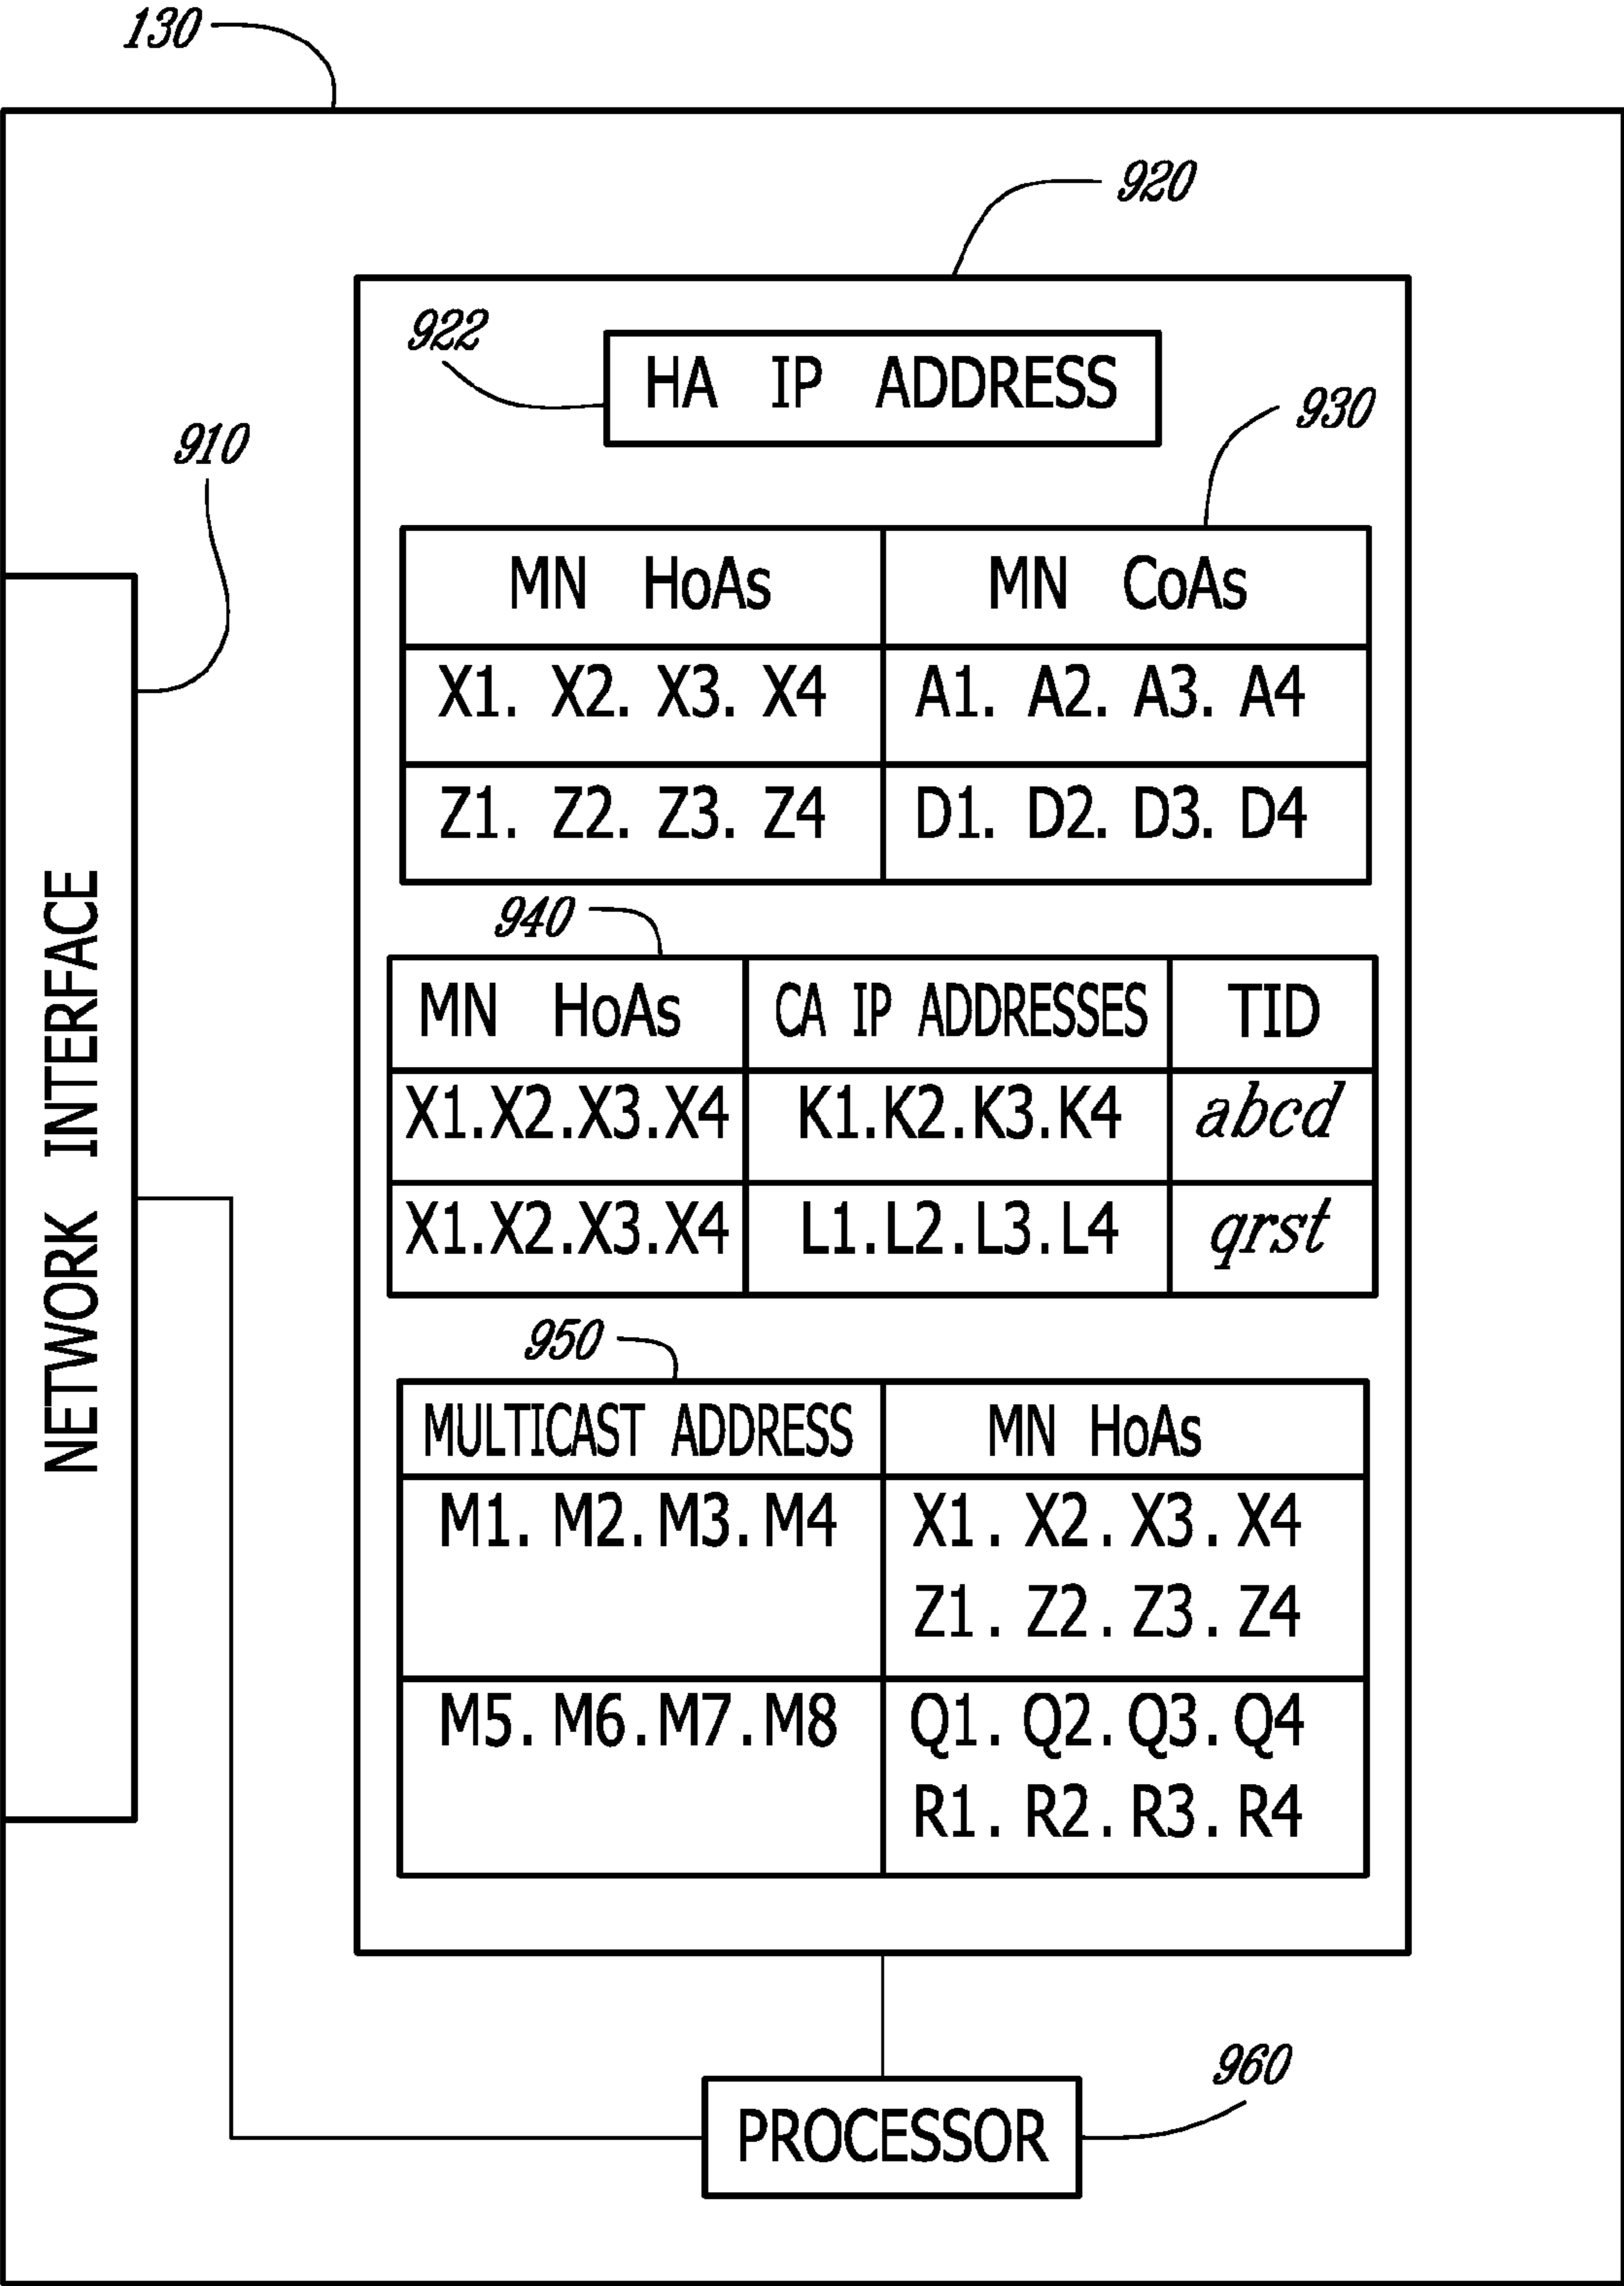 130
920
922
HA IP ADDRESS
930
910
MN HoAs MN CoAs
X1. X2. X3. X4 A1. A2. A3. A4
Z1. Z2. Z3. Z4 D1. D2. D3. D4
NETWORK INTERFACE
940
MN HoAs CA IP ADDRESSES TID
X1.X2.X3.X4 K1.K2.K3.K4 abcd
X1.X2.X3.X4 L1.L2.L3.L4 qrst
950
MULTICAST ADDRESS MN HoAs
M1. M2. M3. M4 X1. X2. X3. X4
Z1. Z2. Z3. Z4
M5. M6. M7. M8 Q1. Q2. Q3. Q4
R1. R2. R3. R4
960
PROCESSOR